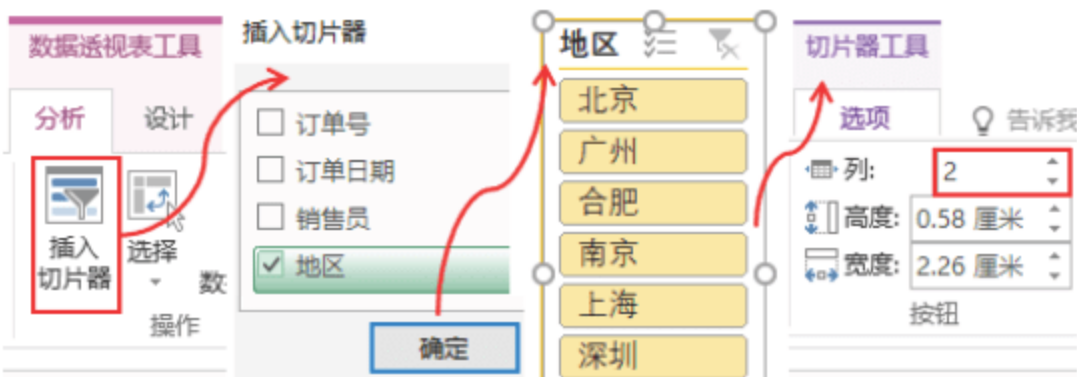 数据透视表工具
分析 设计
插入
切片器
选择
数
操作
插入切片器
订单号
订单日期
销售员
地区
确定
地区
北京
广州
合肥
南京
上海
深圳
切片器工具
选项 告诉我
列: 2
高度: 0.58 厘米
宽度: 2.26 厘米
按钮